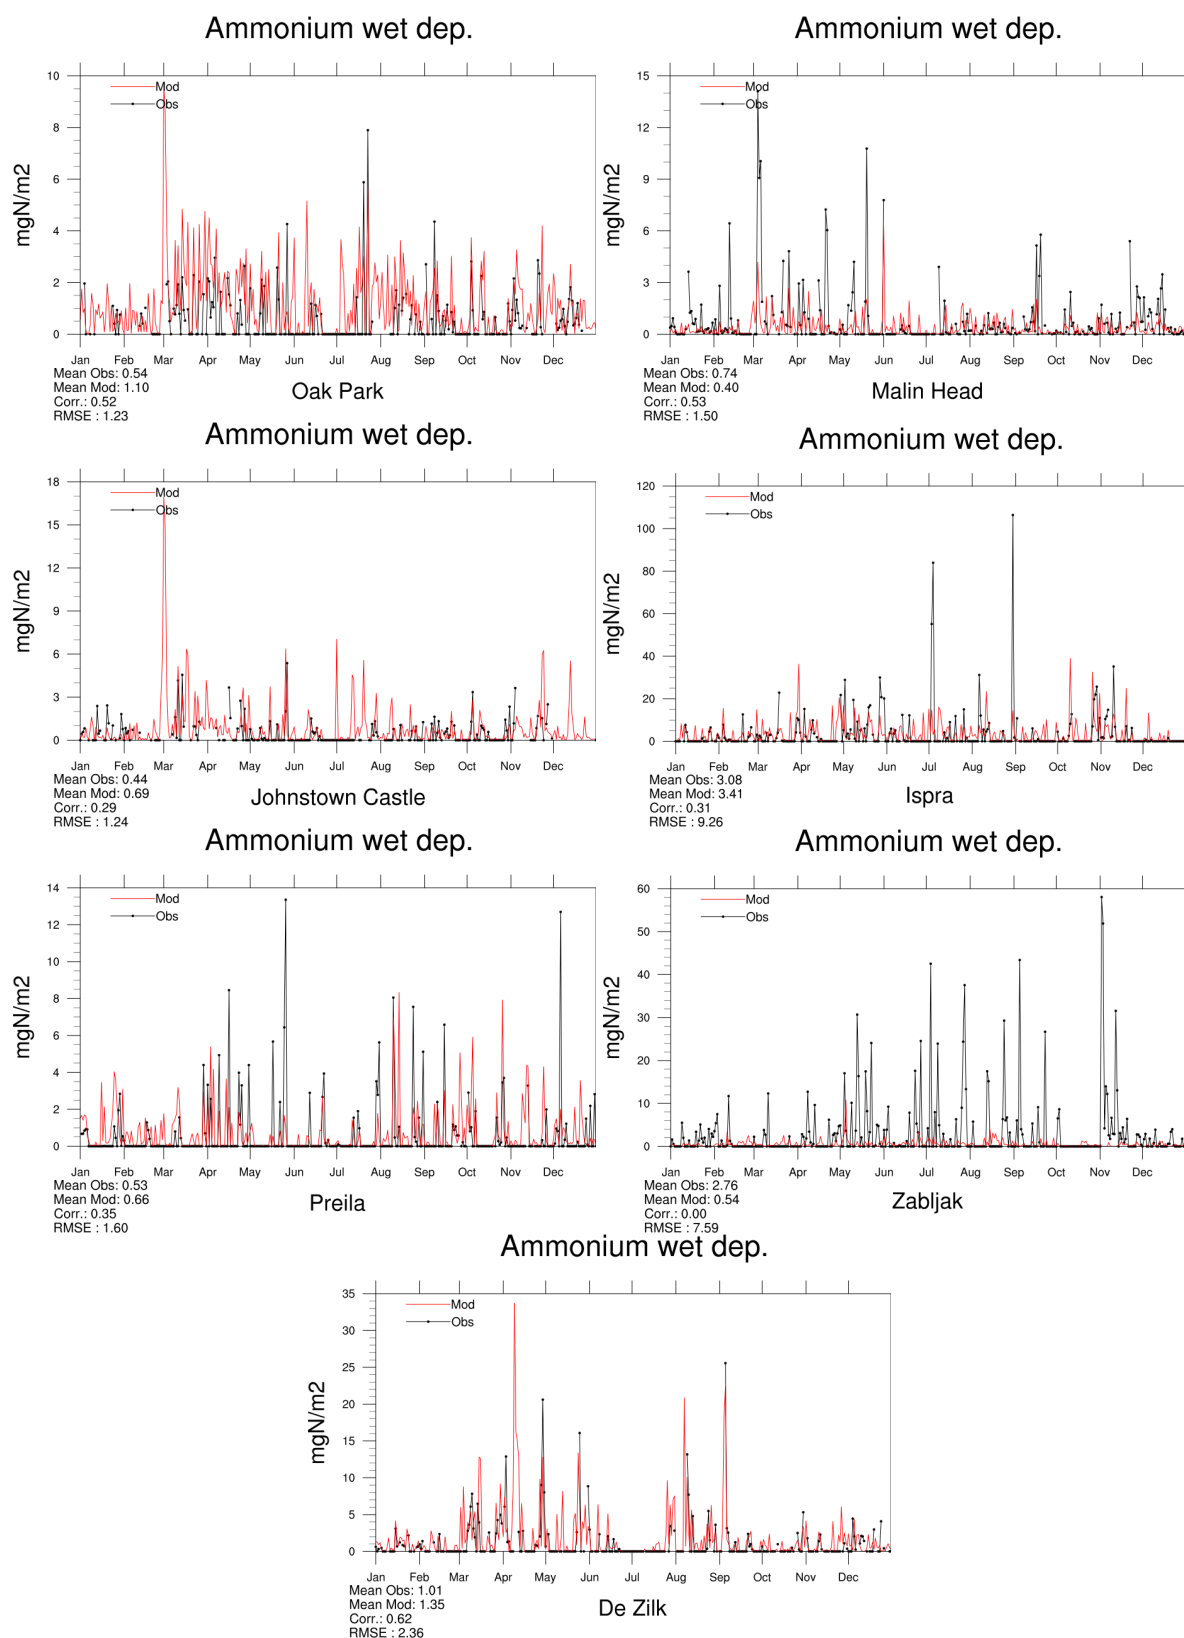 Ammonium wet dep.
10
8
6
4
2
0
mgN/m2
Mod
Obs
Jan Feb Mar Apr May Jun Jul Aug Sep Oct Nov Dec
Mean Obs: 0.54
Mean Mod: 1.10
Corr.: 0.52
RMSE : 1.23
Oak Park
Ammonium wet dep.
15
12
9
6
3
0
mgN/m2
Mod
Obs
Jan Feb Mar Apr May Jun Jul Aug Sep Oct Nov Dec
Mean Obs: 0.74
Mean Mod: 0.40
Corr.: 0.53
RMSE : 1.50
Malin Head
Ammonium wet dep.
18
15
12
9
6
3
0
mgN/m2
Mod
Obs
Jan Feb Mar Apr May Jun Jul Aug Sep Oct Nov Dec
Mean Obs: 0.44
Mean Mod: 0.69
Corr.: 0.29
RMSE : 1.24
Johnstown Castle
Ammonium wet dep.
120
100
80
60
40
20
0
mgN/m2
Mod
Obs
Jan Feb Mar Apr May Jun Jul Aug Sep Oct Nov Dec
Mean Obs: 3.08
Mean Mod: 3.41
Corr.: 0.31
RMSE : 9.26
Ispra
Ammonium wet dep.
14
12
10
8
6
4
2
0
mgN/m2
Mod
Obs
Jan Feb Mar Apr May Jun Jul Aug Sep Oct Nov Dec
Mean Obs: 0.53
Mean Mod: 0.66
Corr.: 0.35
RMSE : 1.60
Preila
Ammonium wet dep.
60
50
40
30
20
10
0
mgN/m2
Mod
Obs
Jan Feb Mar Apr May Jun Jul Aug Sep Oct Nov Dec
Mean Obs: 2.76
Mean Mod: 0.54
Corr.: 0.00
RMSE : 7.59
Zabljak
Ammonium wet dep.
35
30
25
20
15
10
5
0
mgN/m2
Mod
Obs
Jan Feb Mar Apr May Jun Jul Aug Sep Oct Nov Dec
Mean Obs: 1.01
Mean Mod: 1.35
Corr.: 0.62
RMSE : 2.36
De Zilk